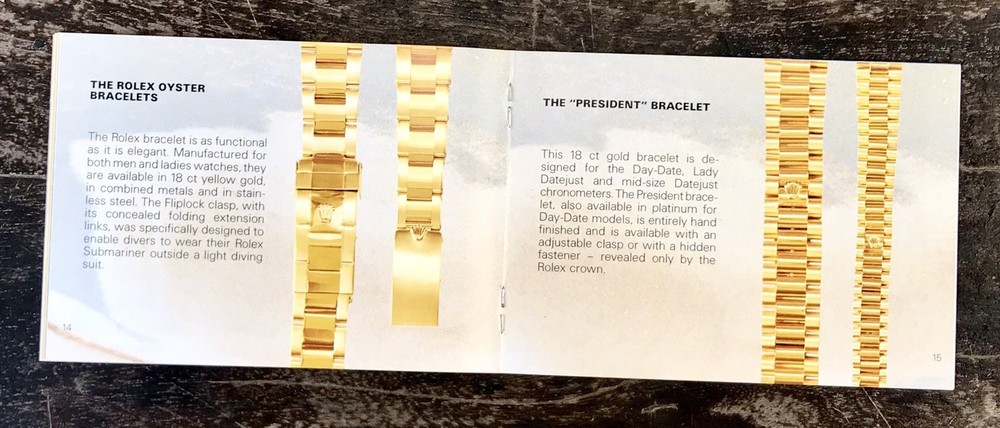 THE ROLEX OYSTER
BRACELETS
The Rolex bracelet is as functional
as it is elegant. Manufactured for
both men and ladies watches, they
are available in 18 ct yellow gold,
in combined metals and in stain-
less steel. The Fliplock clasp, with
its concealed folding extension
links, was specifically designed to
enable divers to wear their Rolex
Submariner outside a light diving
suit.
14
THE "PRESIDENT" BRACELET
This 18 ct gold bracelet is de-
signed for the Day-Date, Lady
Datejust and mid-size Datejust
chronometers. The President brace-
let, also available in platinum for
Day-Date models, is entirely hand
finished and is available with an
adjustable clasp or with a hidden
fastener – revealed only by the
Rolex crown.
15